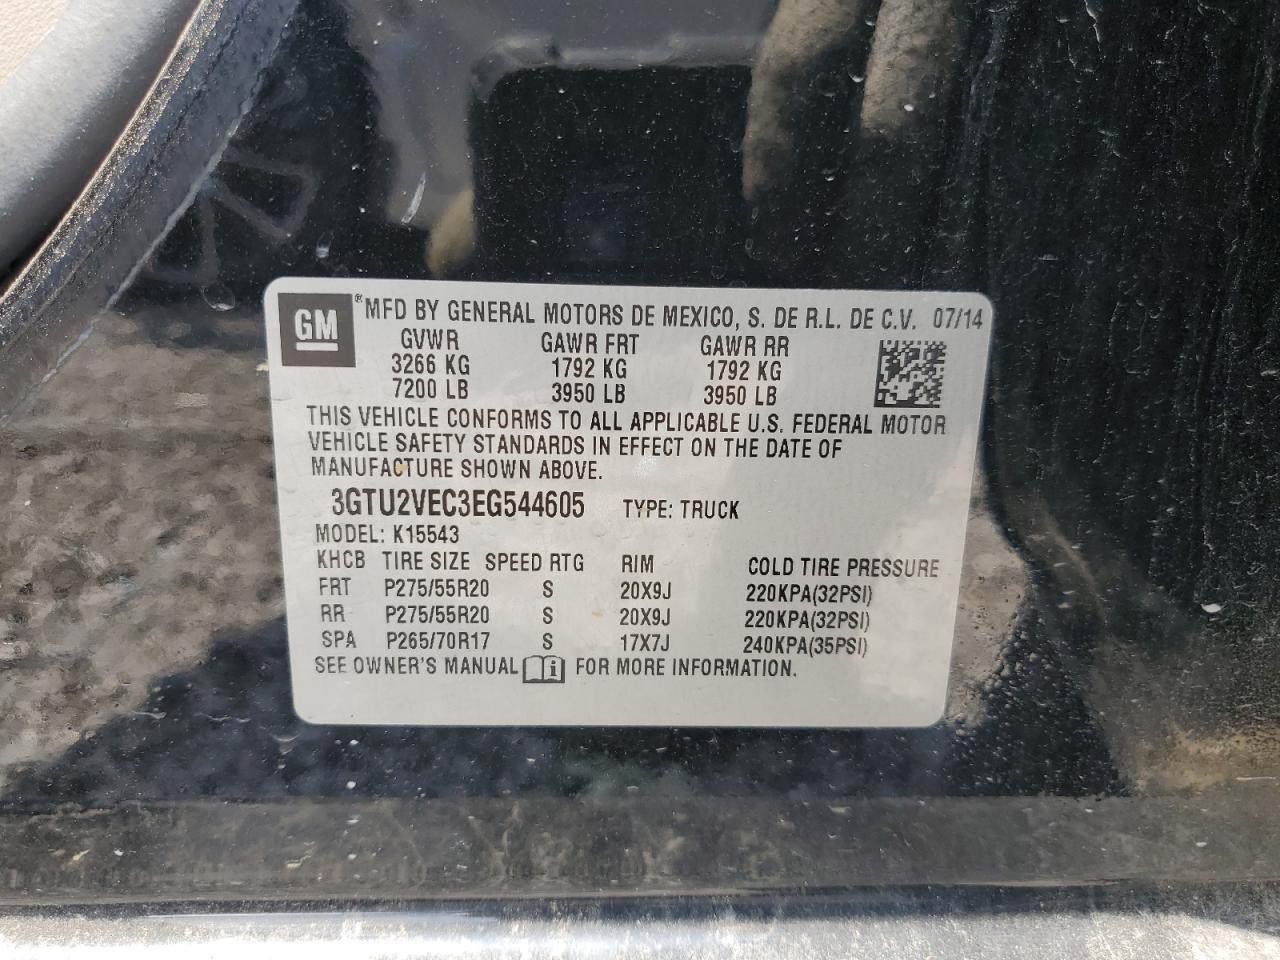 GM ® MFD BY GENERAL MOTORS DE MEXICO, S. DE R.L. DE C.V. 07/14
GVWR GAWR FRT GAWR RR
3266 KG 1792 KG 1792 KG
7200 LB 3950 LB 3950 LB
THIS VEHICLE CONFORMS TO ALL APPLICABLE U.S. FEDERAL MOTOR
VEHICLE SAFETY STANDARDS IN EFFECT ON THE DATE OF
MANUFACTURE SHOWN ABOVE.
3GTU2VEC3EG544605 TYPE: TRUCK
MODEL: K15543
KHCB TIRE SIZE SPEED RTG RIM COLD TIRE PRESSURE
FRT P275/55R20 S 20X9J 220KPA(32PSI)
RR P275/55R20 S 20X9J 220KPA(32PSI)
SPA P265/70R17 S 17X7J 240KPA(35PSI)
SEE OWNER'S MANUAL i FOR MORE INFORMATION.